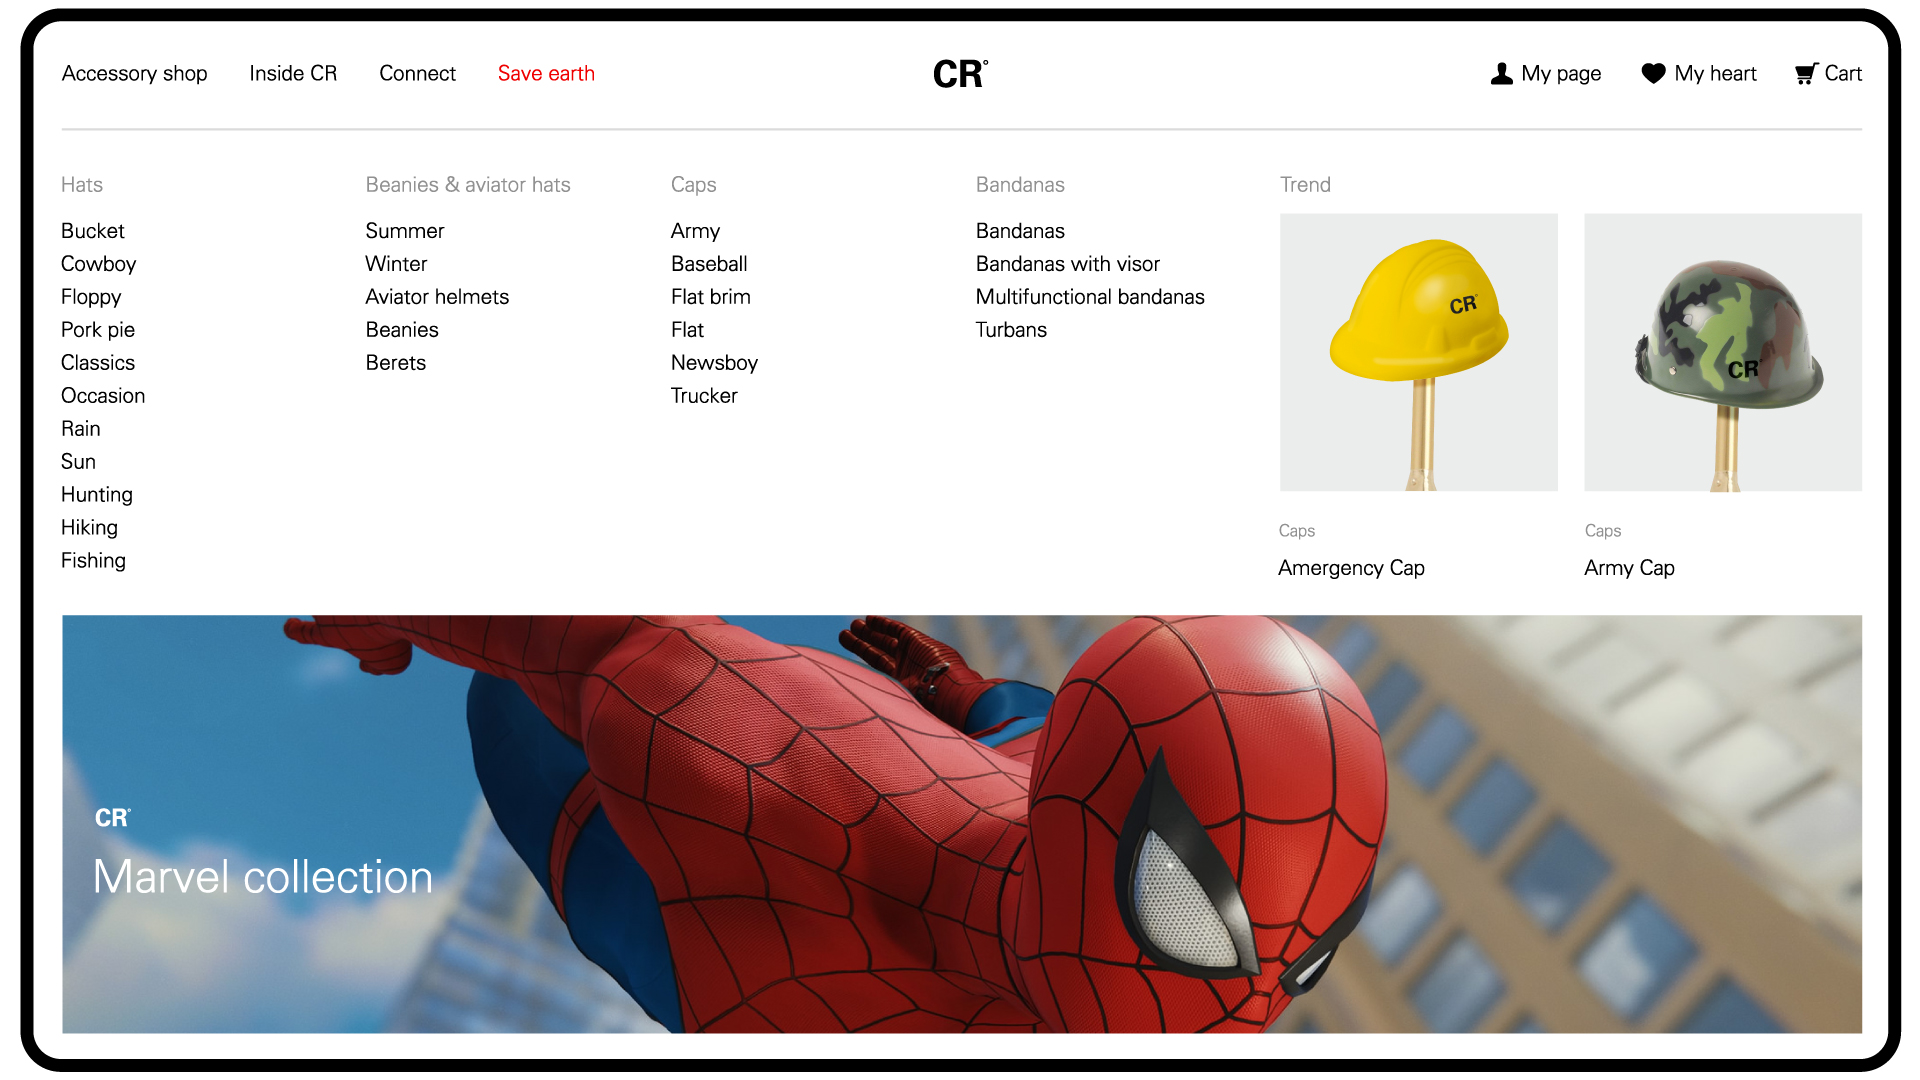 Accessory shop
Inside CR
Connect
Save earth
CR°
My page
My heart
Cart
Hats
Bucket
Cowboy
Floppy
Pork pie
Classics
Occasion
Rain
Sun
Hunting
Hiking
Fishing
Beanies & aviator hats
Summer
Winter
Aviator helmets
Beanies
Berets
Caps
Army
Baseball
Flat brim
Flat
Newsboy
Trucker
Bandanas
Bandanas
Bandanas with visor
Multifunctional bandanas
Turbans
Trend
CR°
Caps
Amergency Cap
CR°
Caps
Army Cap
CR°
Marvel collection